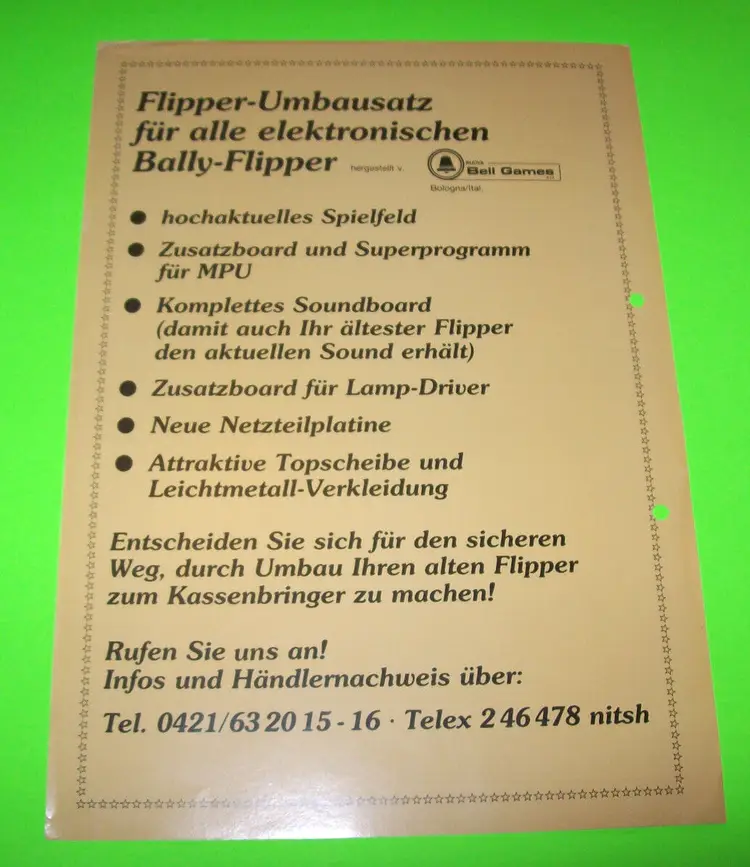 Flipper-Umbausatz
für alle elektronischen
Bally-Flipper hergestellt v. NUOVA Bell Games
Bologna/Ital.
● hochaktuelles Spielfeld
● Zusatzboard und Superprogramm
für MPU
● Komplettes Soundboard
(damit auch Ihr ältester Flipper
den aktuellen Sound erhält)
● Zusatzboard für Lamp-Driver
● Neue Netzteilplatine
● Attraktive Topscheibe und
Leichtmetall-Verkleidung
Entscheiden Sie sich für den sicheren
Weg, durch Umbau Ihren alten Flipper
zum Kassenbringer zu machen!
Rufen Sie uns an!
Infos und Händlernachweis über:
Tel. 0421/63 20 15 - 16 · Telex 2 46 478 nitsh